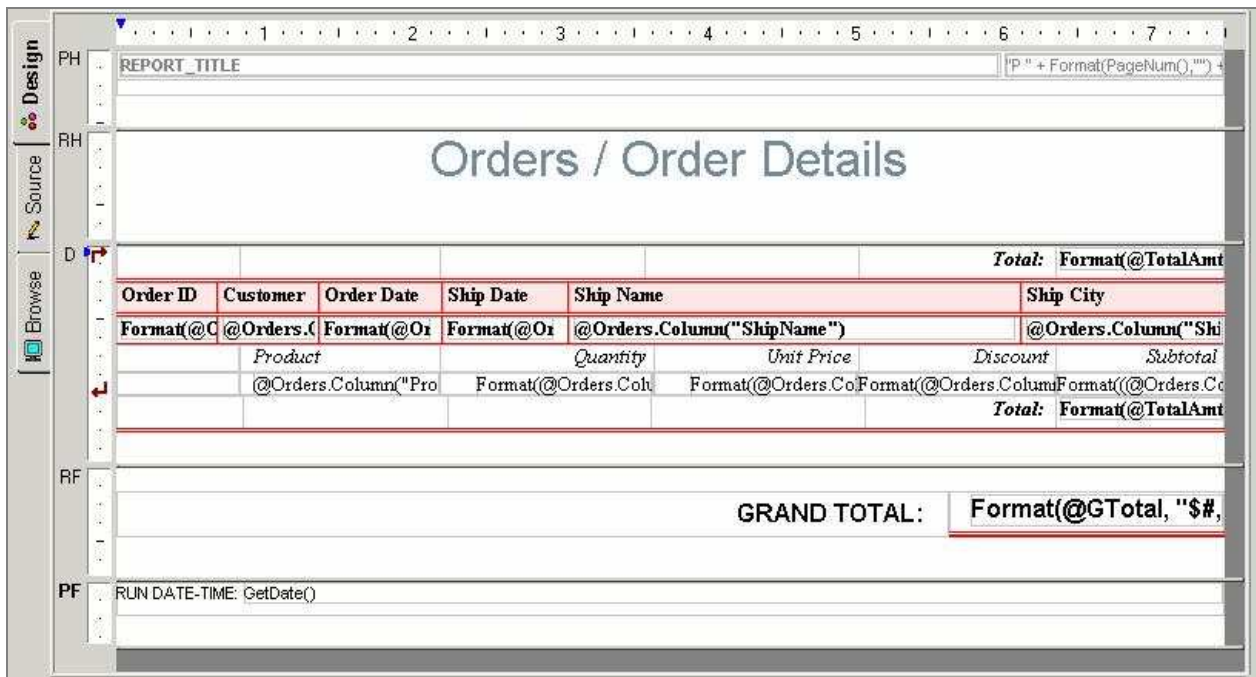 1 2 3 4 5 6 7
Design
Source
Browse
PH REPORT_TITLE "P " + Format(PageNum(),"") +
RH Orders / Order Details
D Total: Format(@TotalAmt
Order ID Customer Order Date Ship Date Ship Name Ship City
Format(@O @Orders.( Format(@Or Format(@Or @Orders.Column("ShipName") @Orders.Column("Shi
Product Quantity Unit Price Discount Subtotal
@Orders.Column("Pro Format(@Orders.Colu Format(@Orders.Co Format(@Orders.Colum Format((@Orders.Co
Total: Format(@TotalAmt
RF GRAND TOTAL: Format(@GTotal, "$#,
PF RUN DATE-TIME: GetDate()